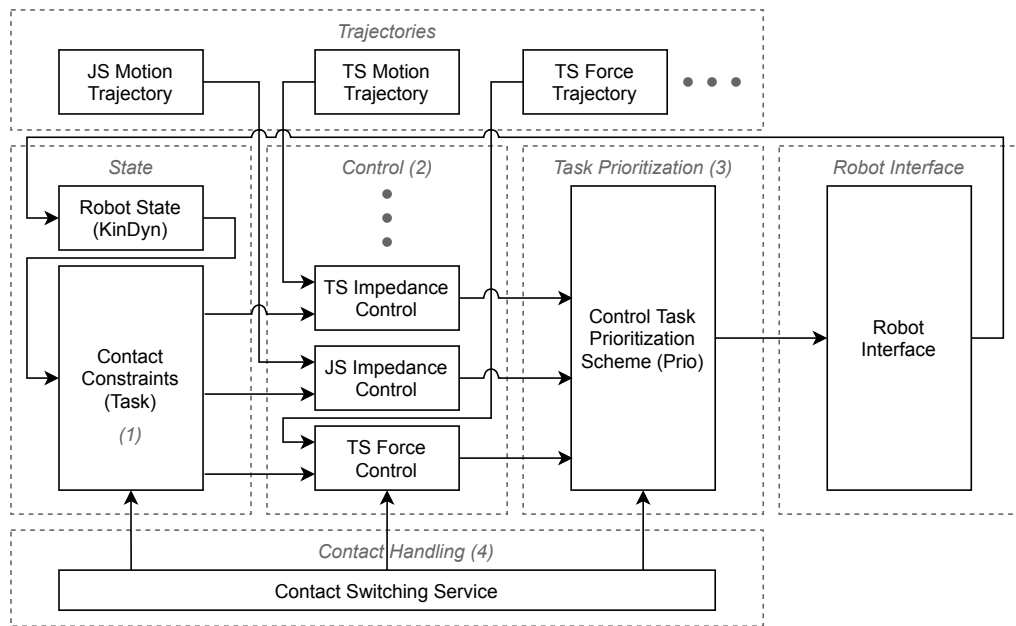 Trajectories
JS Motion
Trajectory
TS Motion
Trajectory
TS Force
Trajectory
State
Control (2)
Task Prioritization (3)
Robot Interface
Robot State
(KinDyn)
Contact
Constraints
(Task)
(1)
TS Impedance
Control
JS Impedance
Control
TS Force
Control
Control Task
Prioritization
Scheme (Prio)
Robot
Interface
Contact Handling (4)
Contact Switching Service